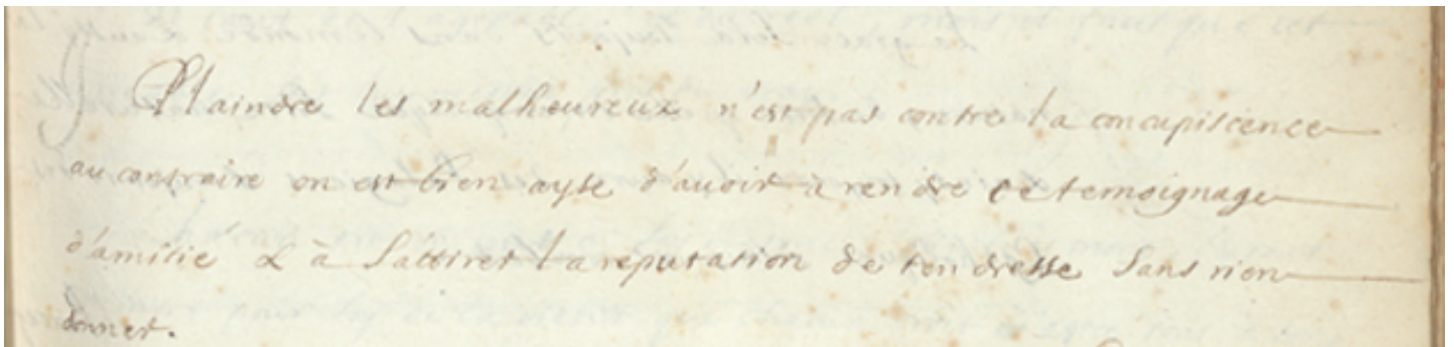 Plaindre les malheureux n'est pas contre la concupiscence
au contraire on est bien ayse d'avoir à rendre ce temoignage
d'amitié & à s'attirer la reputation de tendresse sans rien
donner.